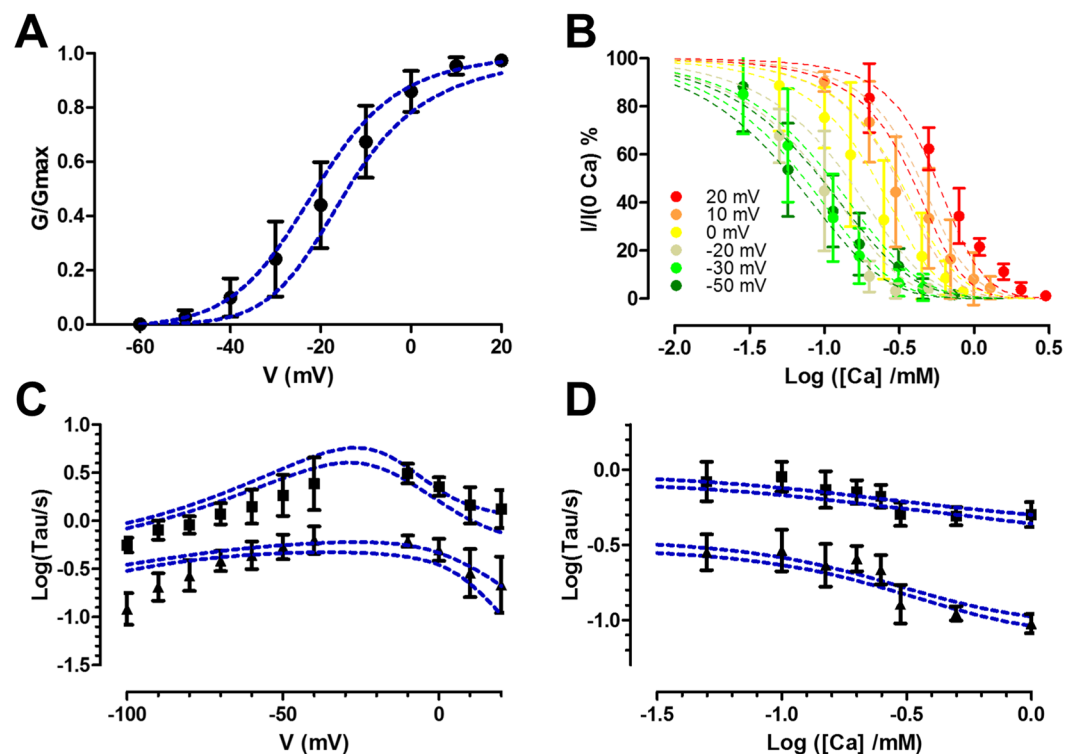 A
G/Gmax
1.0
0.8
0.6
0.4
0.2
0.0
-60 -40 -20 0 20
V (mV)
B
I/I(0 Ca) %
100
80
60
40
20
0
20 mV
10 mV
0 mV
-20 mV
-30 mV
-50 mV
-2.0 -1.5 -1.0 -0.5 0.0 0.5
Log ([Ca] /mM)
C
Log(Tau/s)
1.0
0.5
0.0
-0.5
-1.0
-1.5
-100 -50 0
V (mV)
D
Log(Tau/s)
0.0
-0.5
-1.0
-1.5 -1.0 -0.5 0.0
Log ([Ca] /mM)